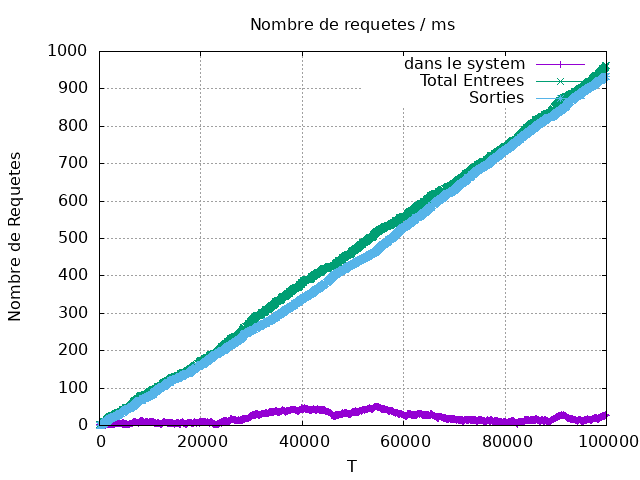 Nombre de requetes / ms
1000
900
800
700
600
500
400
300
200
100
0
Nombre de Requetes
dans le system
Total Entrees
Sorties
0 20000 40000 60000 80000 100000
T